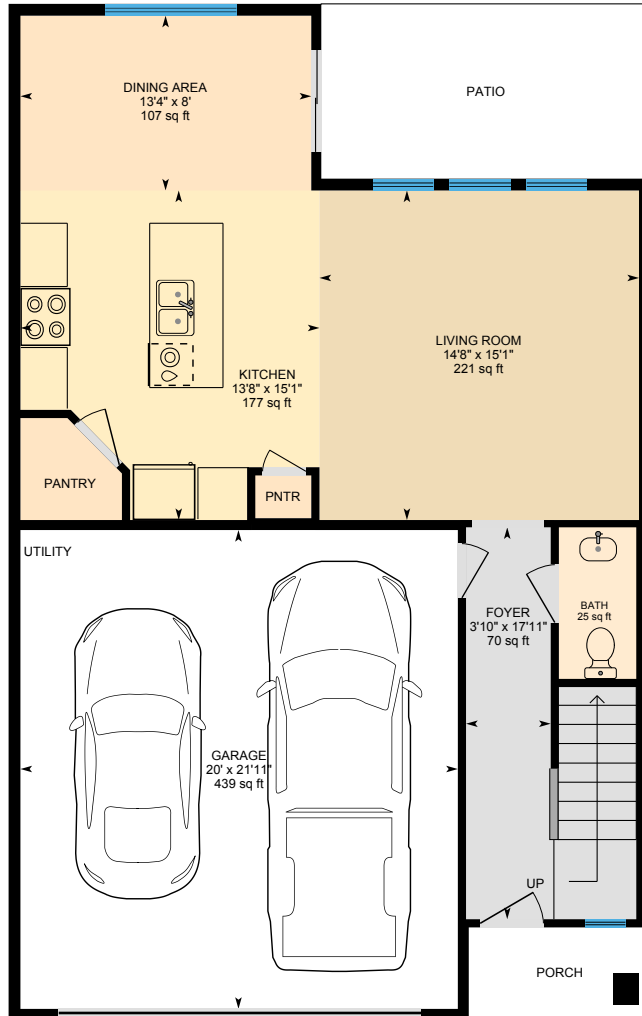 DINING AREA
13'4" x 8'
107 sq ft
PATIO
LIVING ROOM
14'8" x 15'1"
221 sq ft
KITCHEN
13'8" x 15'1"
177 sq ft
PANTRY
PNTR
UTILITY
BATH
25 sq ft
FOYER
3'10" x 17'11"
70 sq ft
GARAGE
20' x 21'11"
439 sq ft
UP
PORCH